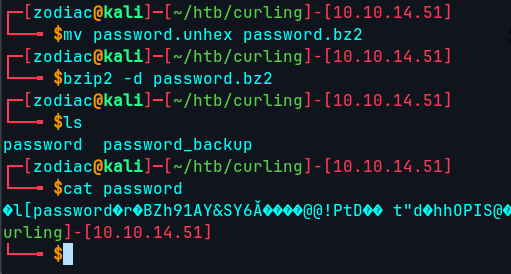 ┌─[zodiac@kali]─[~/htb/curling]-[10.10.14.51]
└──╼ $mv password.unhex password.bz2
┌─[zodiac@kali]─[~/htb/curling]-[10.10.14.51]
└──╼ $bzip2 -d password.bz2
┌─[zodiac@kali]─[~/htb/curling]-[10.10.14.51]
└──╼ $ls
password  password_backup
┌─[zodiac@kali]─[~/htb/curling]-[10.10.14.51]
└──╼ $cat password
�l[password�r�BZh91AY&SY6Ǎ����@@!PtD�� t"d�hhOPIS@�
urling]-[10.10.14.51]
└──╼ $